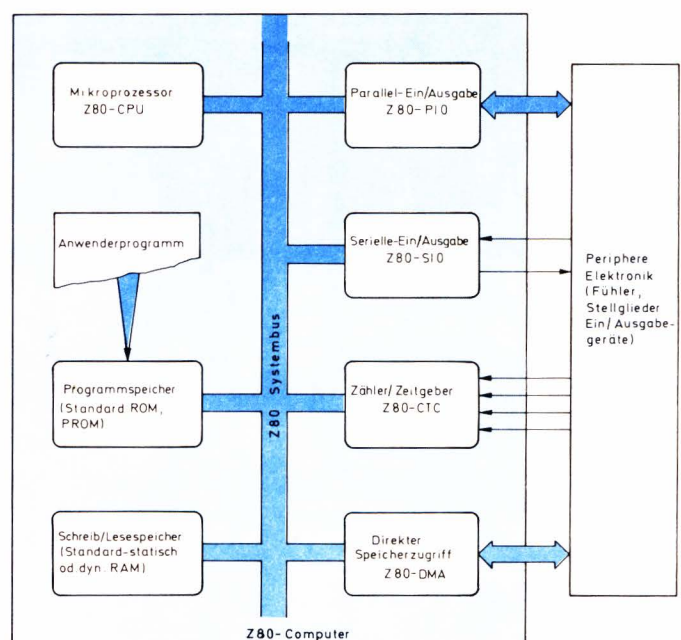 Mikroprozessor
Z80-CPU
Parallel-Ein/Ausgabe
Z80-PIO
Anwenderprogramm
Serielle-Ein/Ausgabe
Z80-SIO
Periphere
Elektronik
(Fühler,
Stellglieder
Ein/Ausgabe-
geräte)
Z80 Systembus
Programmspeicher
(Standard ROM,
PROM)
Zähler/Zeitgeber
Z80-CTC
Schreib/Lesespeicher
(Standard-statisch
od. dyn. RAM)
Direkter
Speicherzugriff
Z80-DMA
Z80-Computer